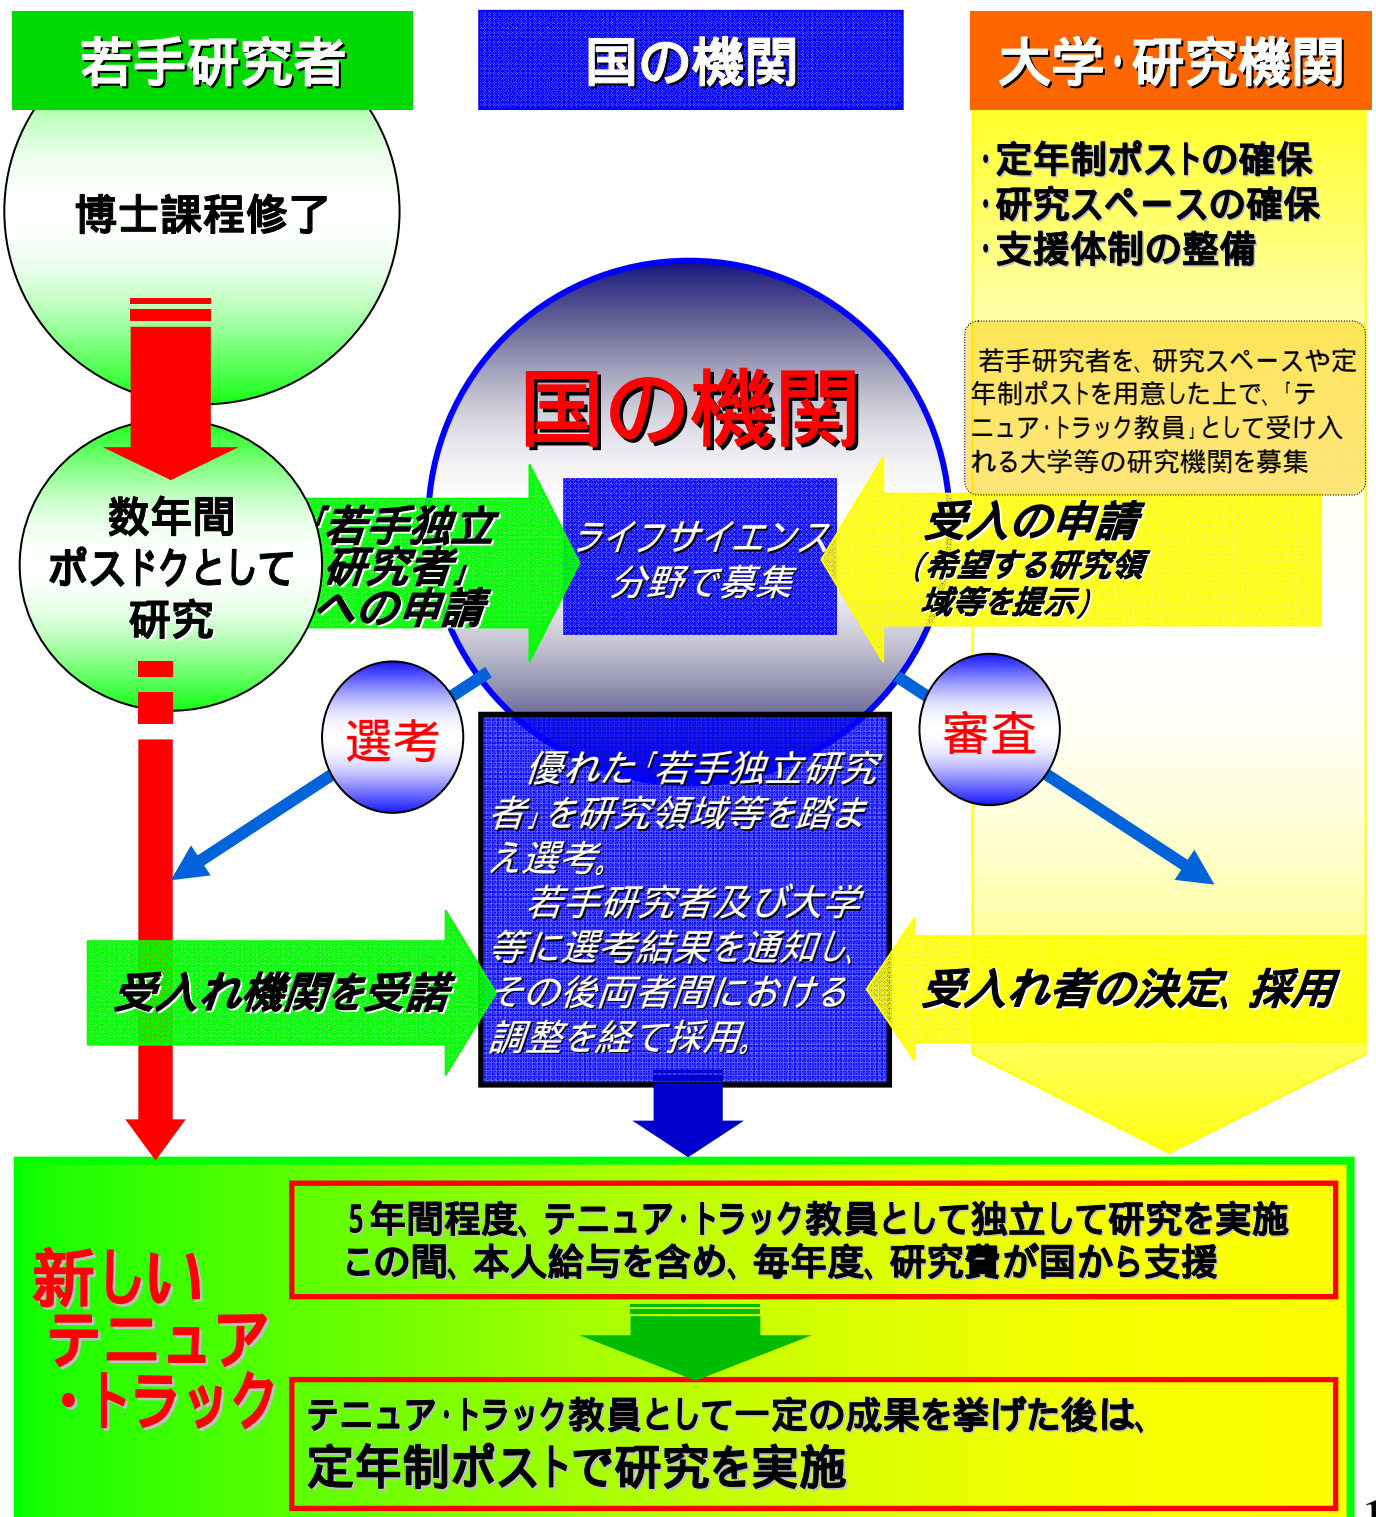 若手研究者
国の機関
大学・研究機関
博士課程修了
・定年制ポストの確保
・研究スペースの確保
・支援体制の整備
国の機関
若手研究者を、研究スペースや定
年制ポストを用意した上で、「テ
ニュア・トラック教員」として受け入
れる大学等の研究機関を募集
数年間
ポスドクとして
研究
「若手独立
研究者」
への申請
ライフサイエンス
分野で募集
受入の申請
(希望する研究領
域等を提示)
選考
審査
優れた「若手独立研究
者」を研究領域等を踏ま
え選考。
若手研究者及び大学
等に選考結果を通知し、
その後両者間における
調整を経て採用。
受入れ機関を受諾
受入れ者の決定、採用
新しい
テニュア
・トラック
5年間程度、テニュア・トラック教員として独立して研究を実施
この間、本人給与を含め、毎年度、研究費が国から支援
テニュア・トラック教員として一定の成果を挙げた後は、
定年制ポストで研究を実施